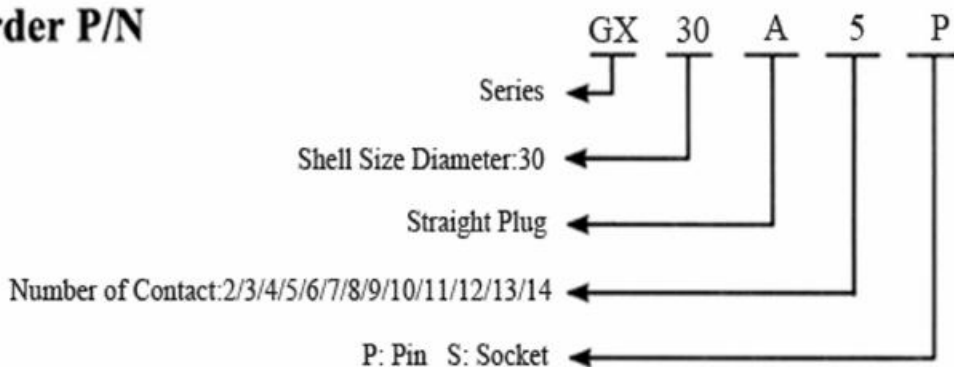 rder P/N
GX 30 A 5 P
Series
Shell Size Diameter:30
Straight Plug
Number of Contact:2/3/4/5/6/7/8/9/10/11/12/13/14
P: Pin S: Socket